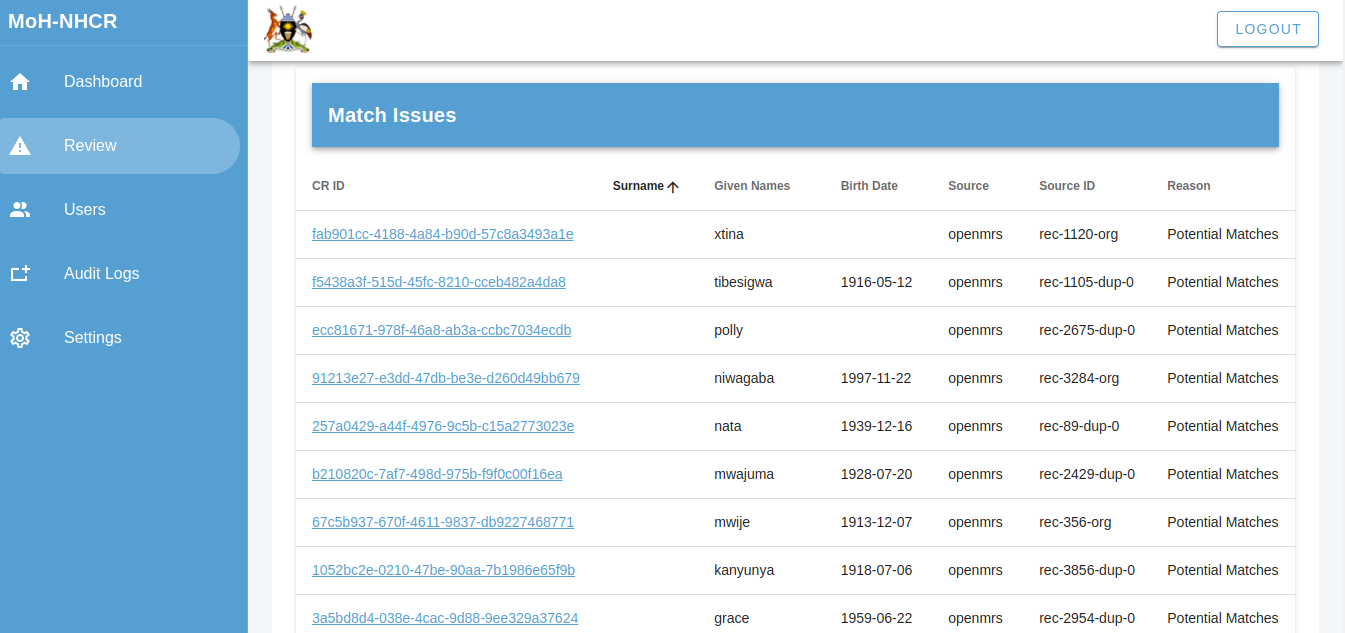 MoH-NHCR
LOGOUT
Dashboard
Review
Users
Audit Logs
Settings
Match Issues
CR ID Surname Given Names Birth Date Source Source ID Reason
fab901cc-4188-4a84-b90d-57c8a3493a1e xtina openmrs rec-1120-org Potential Matches
f5438a3f-515d-45fc-8210-cceb482a4da8 tibesigwa 1916-05-12 openmrs rec-1105-dup-0 Potential Matches
ecc81671-978f-46a8-ab3a-ccbc7034ecdb polly openmrs rec-2675-dup-0 Potential Matches
91213e27-e3dd-47db-be3e-d260d49bb679 niwagaba 1997-11-22 openmrs rec-3284-org Potential Matches
257a0429-a44f-4976-9c5b-c15a2773023e nata 1939-12-16 openmrs rec-89-dup-0 Potential Matches
b210820c-7af7-498d-975b-f9f0c00f16ea mwajuma 1928-07-20 openmrs rec-2429-dup-0 Potential Matches
67c5b937-670f-4611-9837-db9227468771 mwije 1913-12-07 openmrs rec-356-org Potential Matches
1052bc2e-0210-47be-90aa-7b1986e65f9b kanyunya 1918-07-06 openmrs rec-3856-dup-0 Potential Matches
3a5bd8d4-038e-4cac-9d88-9ee329a37624 grace 1959-06-22 openmrs rec-2954-dup-0 Potential Matches